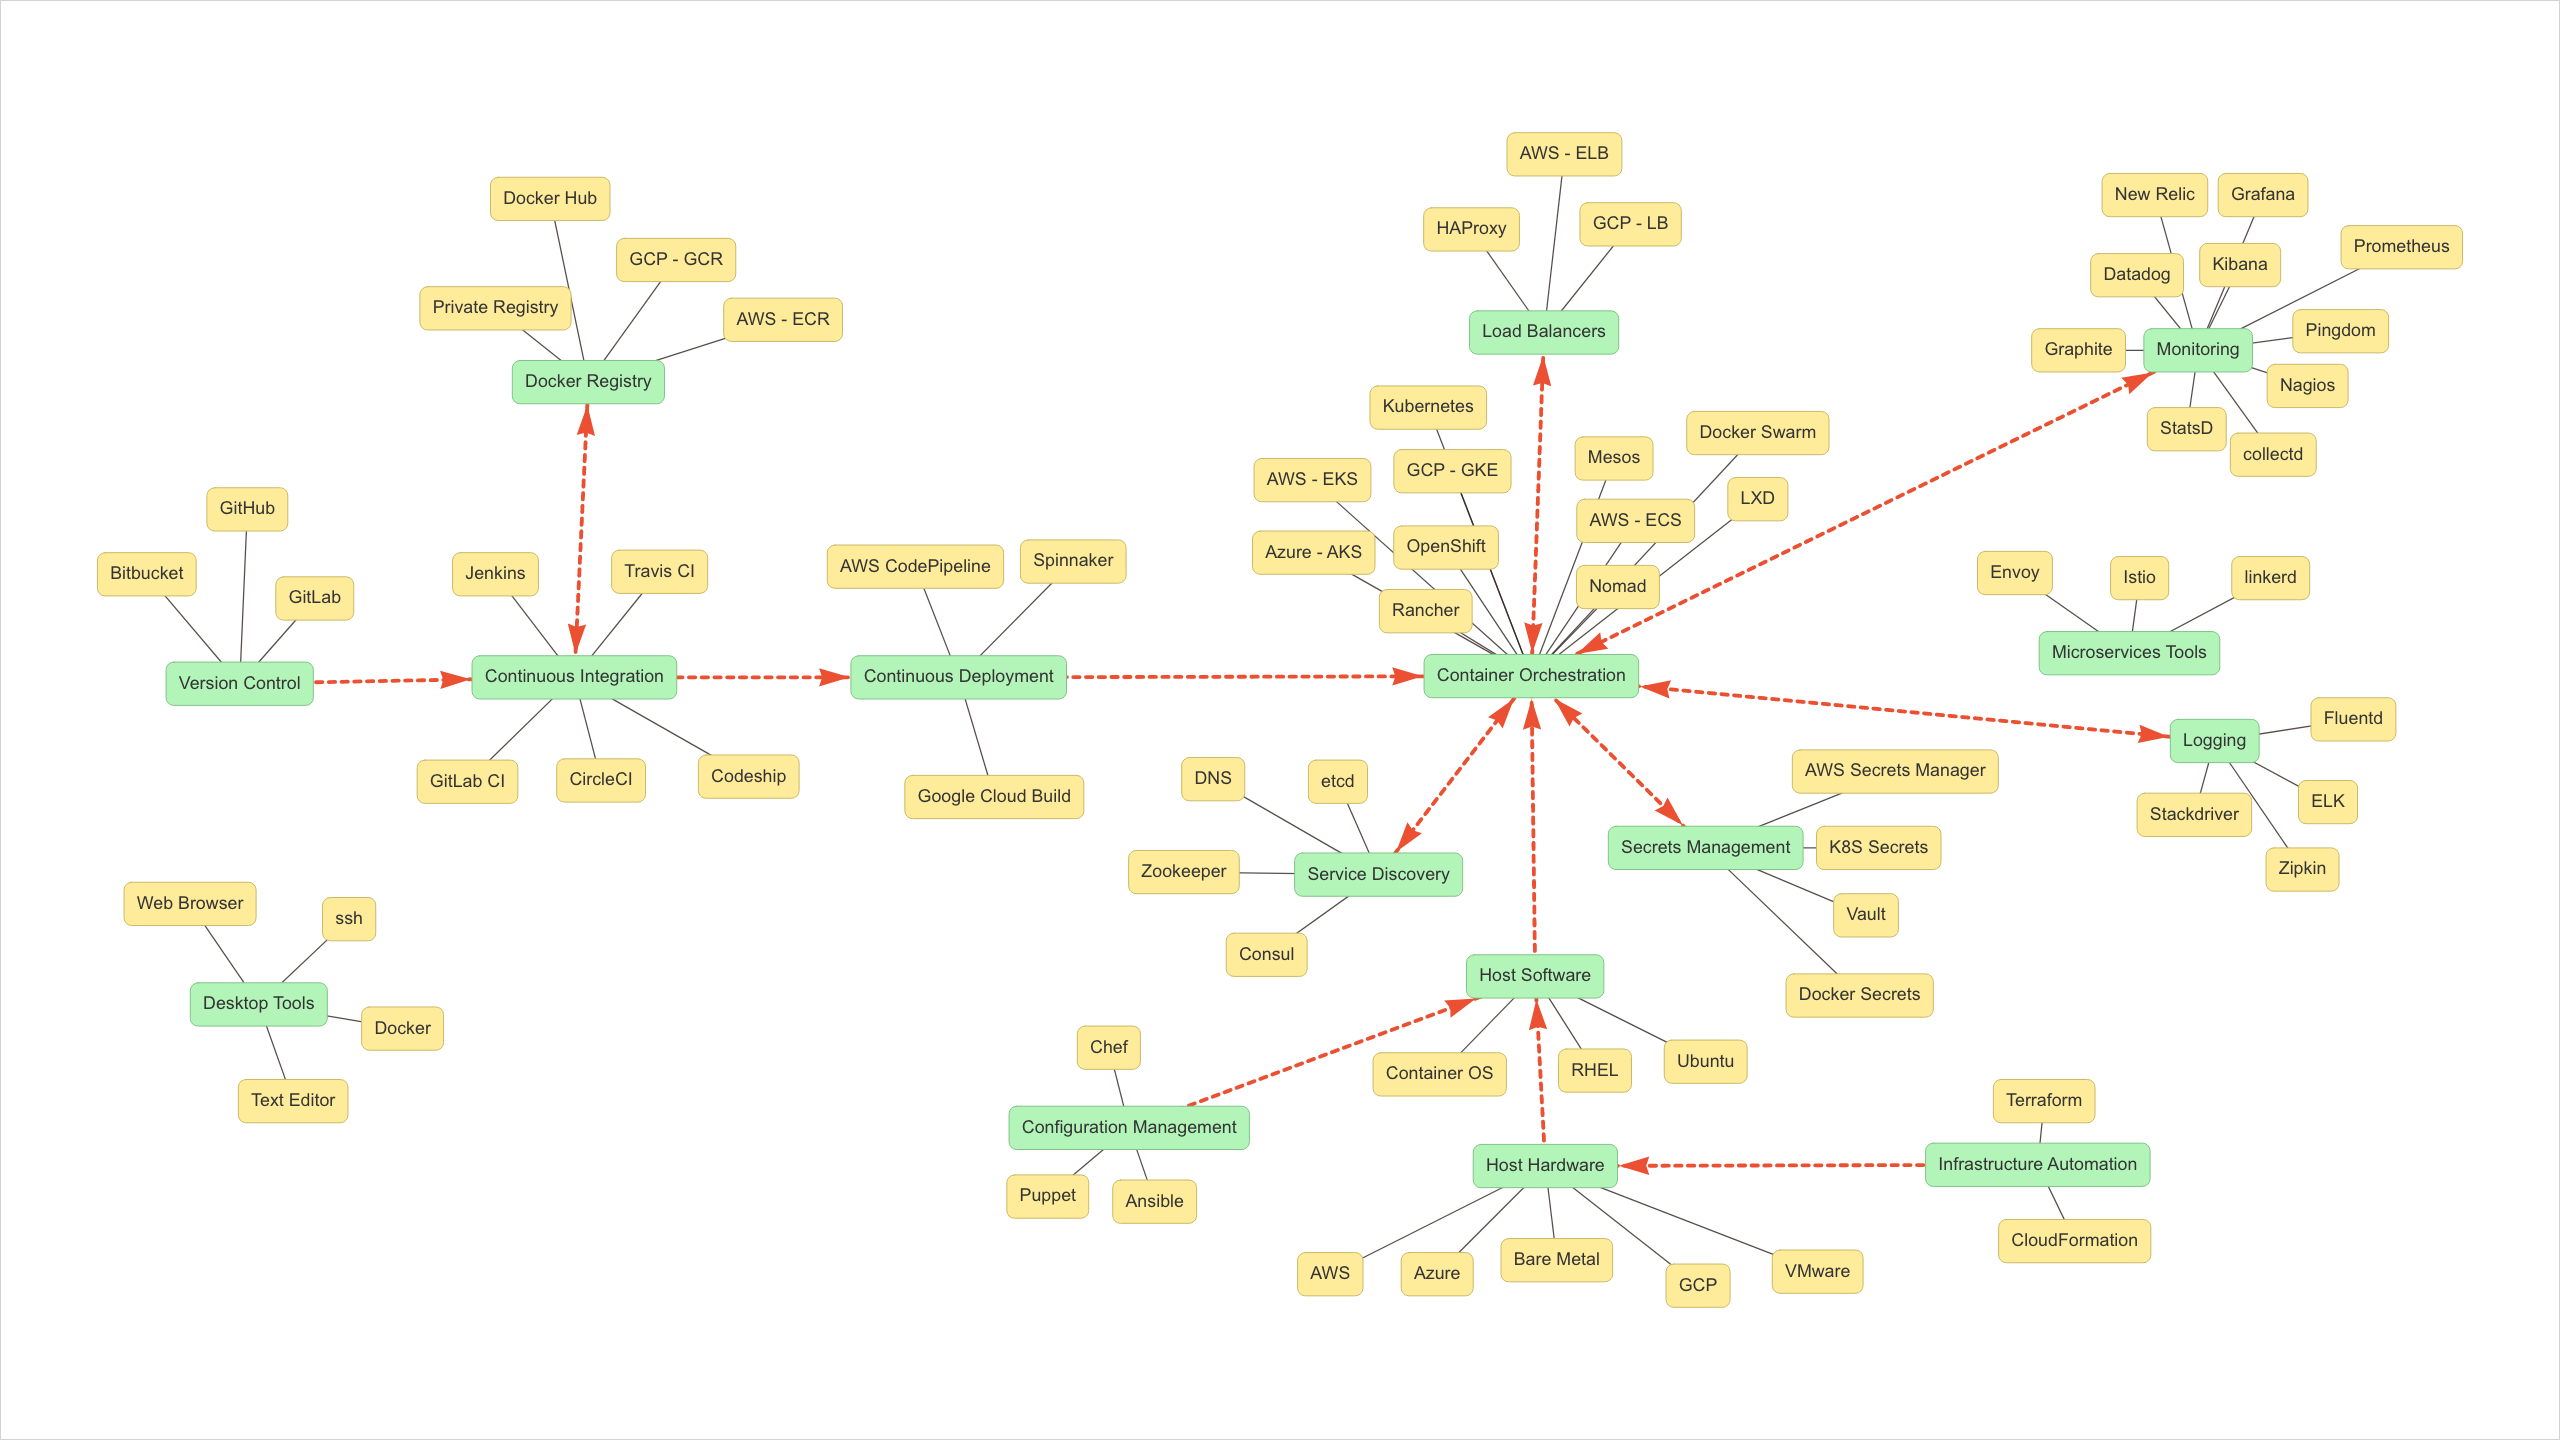 AWS - ELB
Docker Hub
New Relic
Grafana
HAProxy
GCP - LB
Prometheus
GCP - GCR
Datadog
Kibana
Private Registry
AWS - ECR
Load Balancers
Pingdom
Graphite
Monitoring
Docker Registry
Nagios
Kubernetes
StatsD
Docker Swarm
collectd
Mesos
GCP - GKE
AWS - EKS
LXD
GitHub
AWS - ECS
OpenShift
Azure - AKS
Spinnaker
AWS CodePipeline
Travis CI
Jenkins
Bitbucket
Envoy
Istio
linkerd
Nomad
GitLab
Rancher
Microservices Tools
Version Control
Continuous Integration
Continuous Deployment
Container Orchestration
Fluentd
Logging
AWS Secrets Manager
DNS
etcd
GitLab CI
CircleCI
Codeship
Google Cloud Build
ELK
Stackdriver
Secrets Management
K8S Secrets
Zipkin
Zookeeper
Service Discovery
Web Browser
ssh
Vault
Consul
Host Software
Docker Secrets
Desktop Tools
Docker
Chef
Container OS
RHEL
Ubuntu
Text Editor
Terraform
Configuration Management
Host Hardware
Infrastructure Automation
Puppet
Ansible
CloudFormation
AWS
Azure
Bare Metal
GCP
VMware